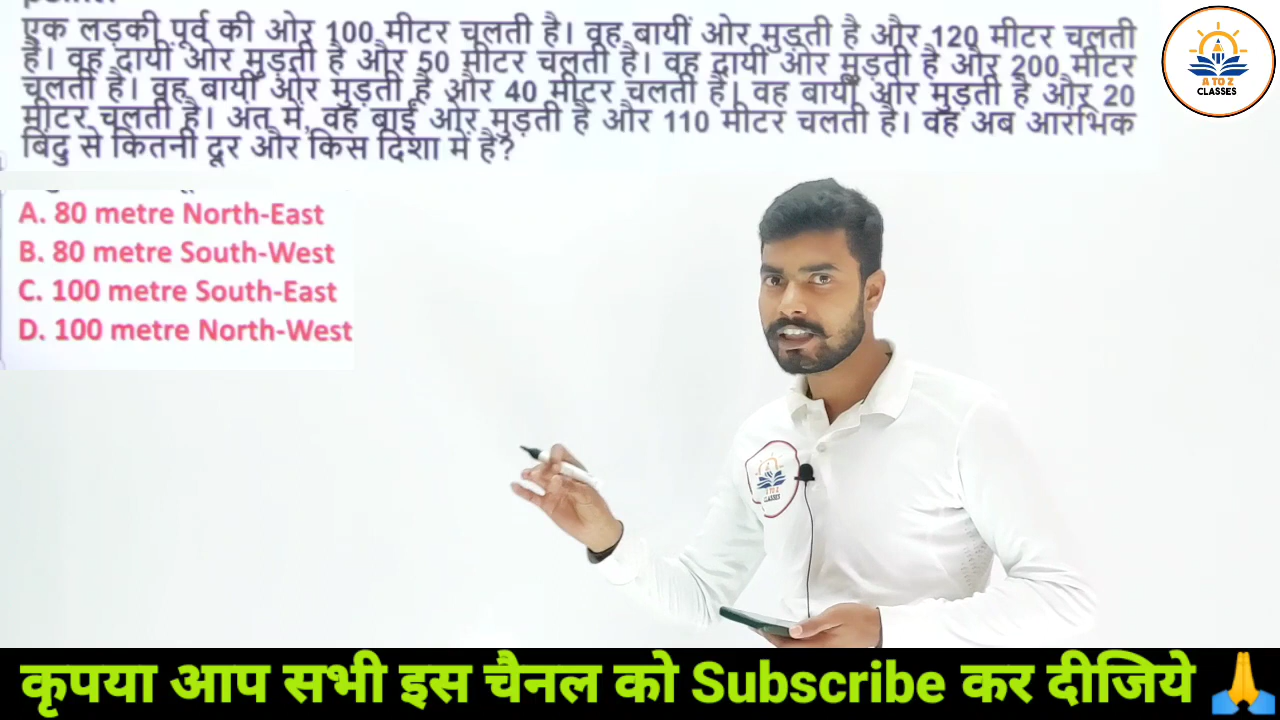 एक लड़की पूर्व की ओर 100 मीटर चलती है। वह बायीं ओर मुड़ती है और 120 मीटर चलती
है। वह दायीं ओर मुड़ती है और 50 मीटर चलती है। वह दायीं ओर मुड़ती है और 200 मीटर
चलती है। वह बायीं ओर मुड़ती है और 40 मीटर चलती है। वह बायीं ओर मुड़ती है और 20
मीटर चलती है। अंत में, वह बाईं ओर मुड़ती है और 110 मीटर चलती है। वह अब आरंभिक
बिंदु से कितनी दूर और किस दिशा में है?
A. 80 metre North-East
B. 80 metre South-West
C. 100 metre South-East
D. 100 metre North-West
A TO Z
CLASSES
A TO Z
CLASSES
कृपया आप सभी इस चैनल को Subscribe कर दीजिये 🙏